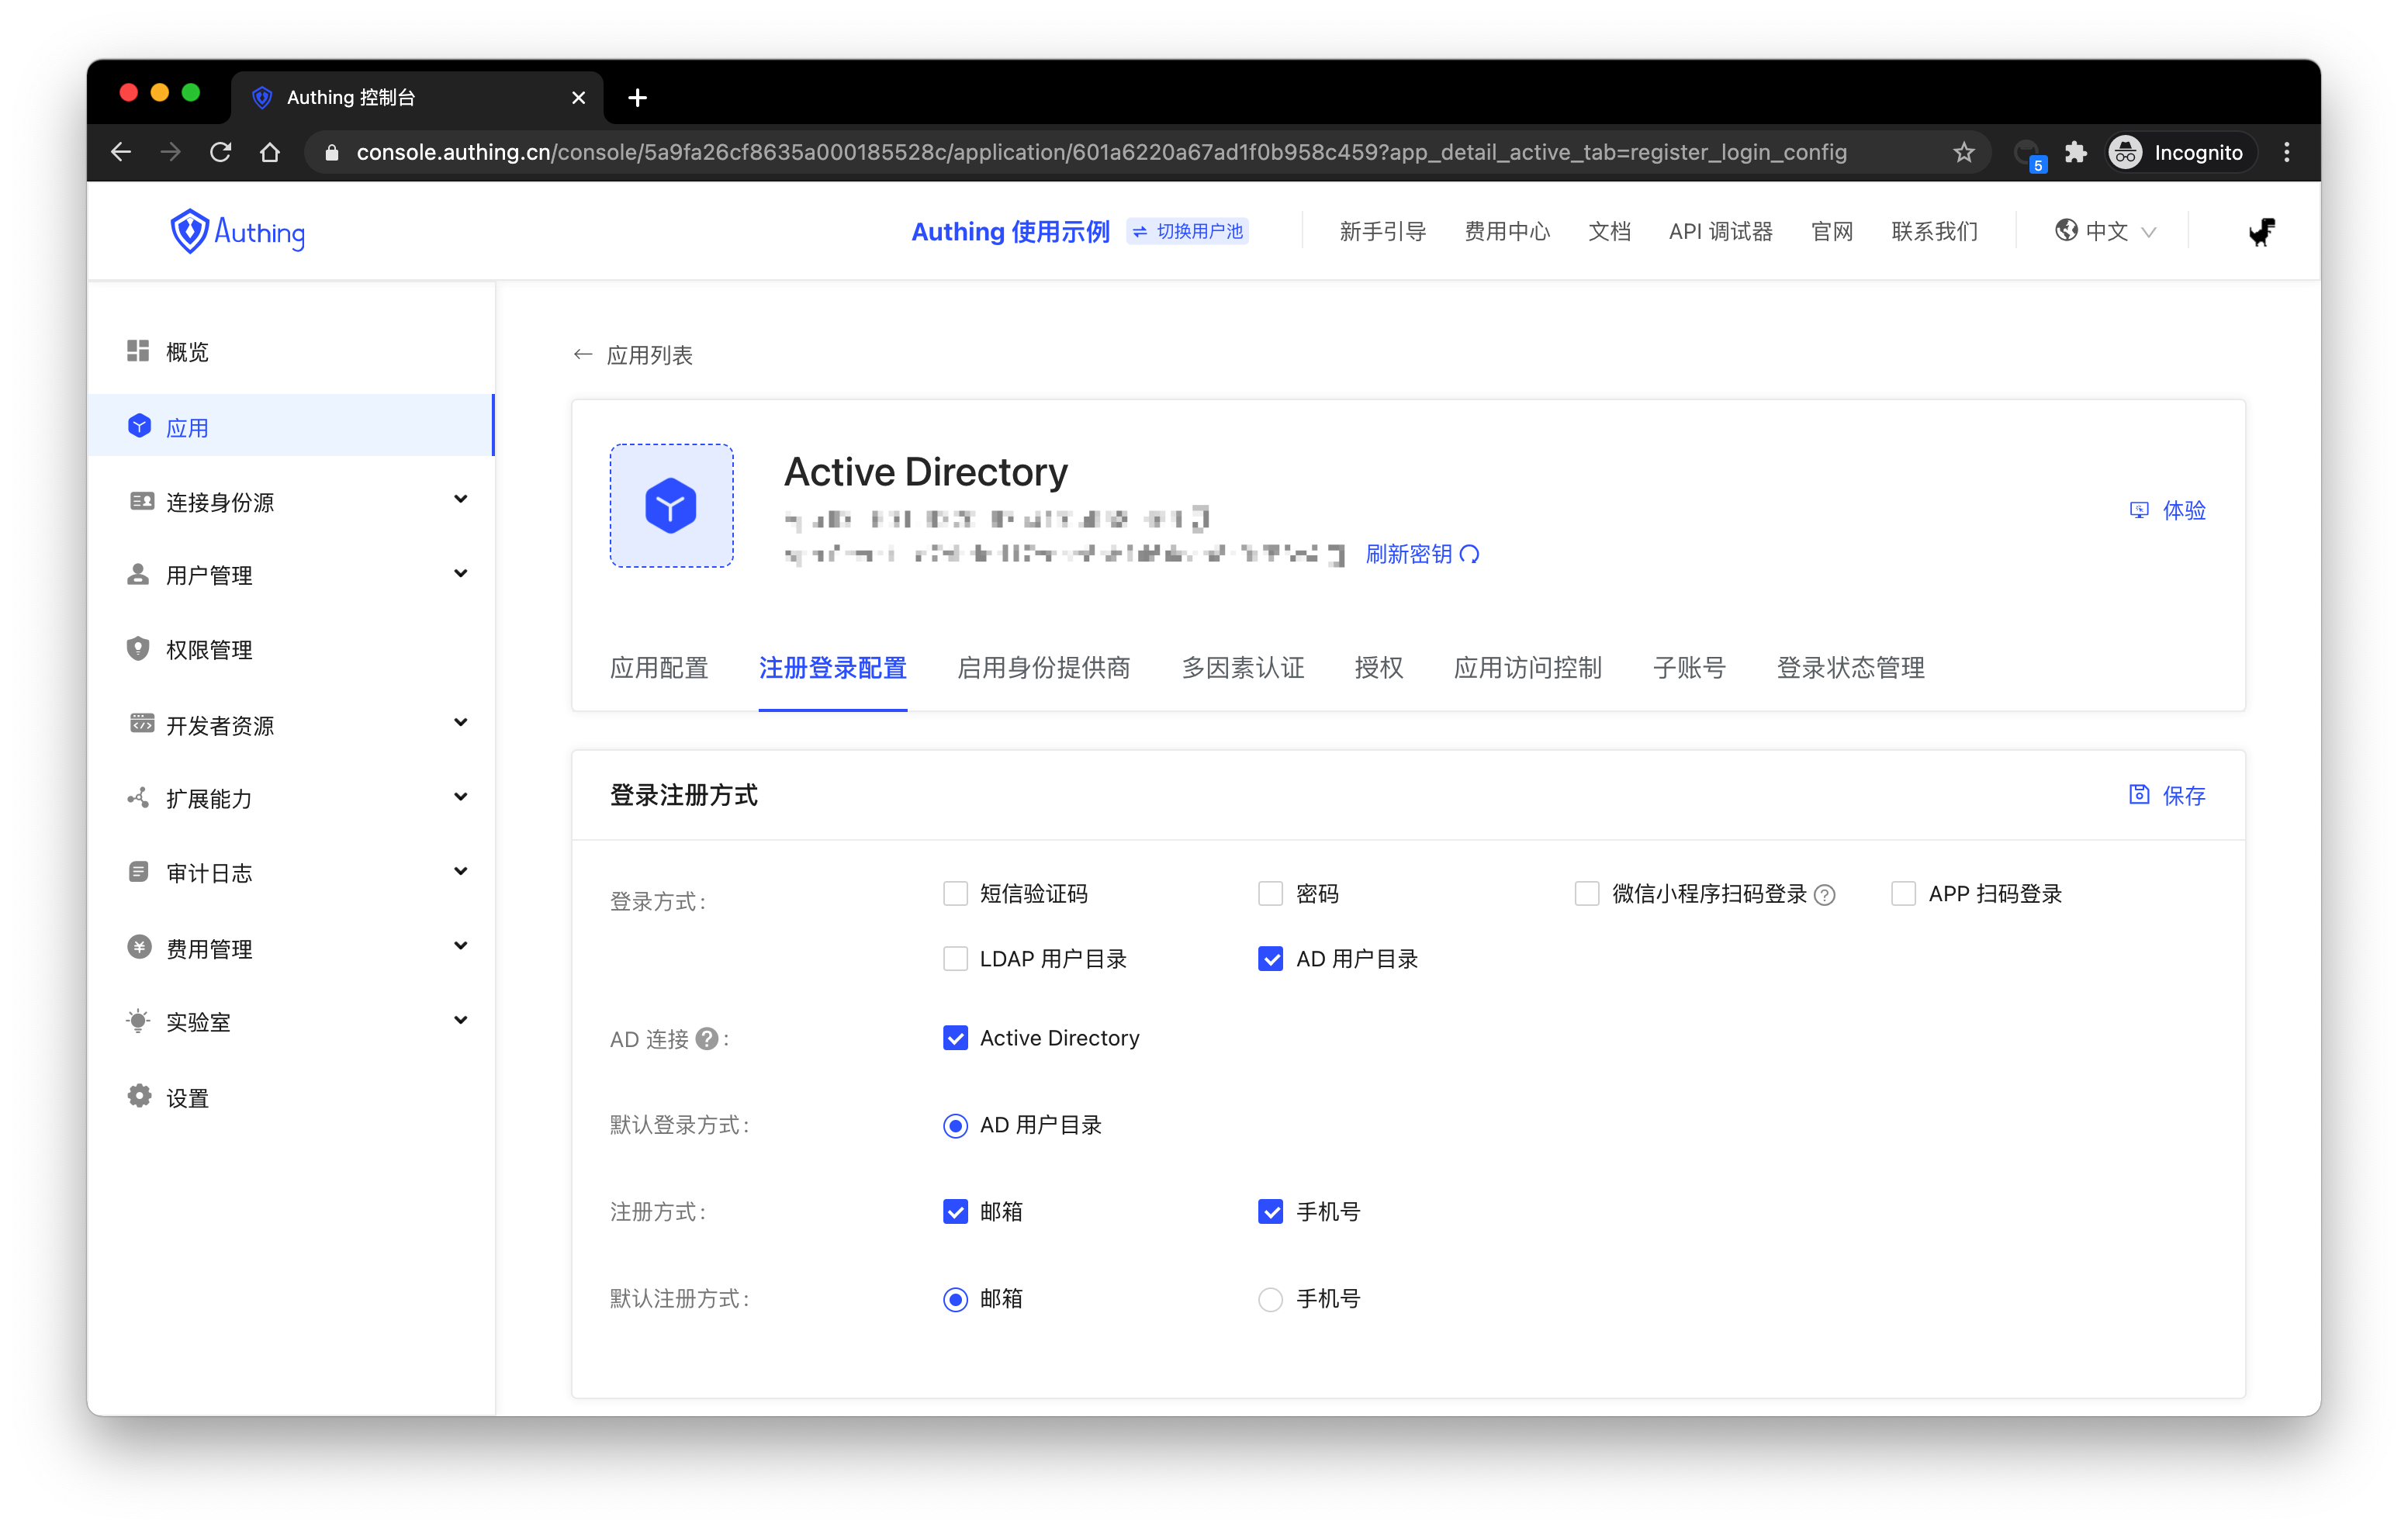 Authing 控制台
console.authing.cn/console/5a9fa26cf8635a000185528c/application/601a6220a67ad1f0b958c459?app_detail_active_tab=register_login_config
5
Incognito
Authing
Authing 使用示例
切换用户池
新手引导
费用中心
文档
API 调试器
官网
联系我们
中文
概览
应用
连接身份源
用户管理
权限管理
开发者资源
扩展能力
审计日志
费用管理
实验室
设置
应用列表
Active Directory
刷新密钥
体验
应用配置
注册登录配置
启用身份提供商
多因素认证
授权
应用访问控制
子账号
登录状态管理
登录注册方式
保存
登录方式:
短信验证码
密码
微信小程序扫码登录
APP 扫码登录
LDAP 用户目录
AD 用户目录
AD 连接 :
Active Directory
默认登录方式:
AD 用户目录
注册方式:
邮箱
手机号
默认注册方式:
邮箱
手机号